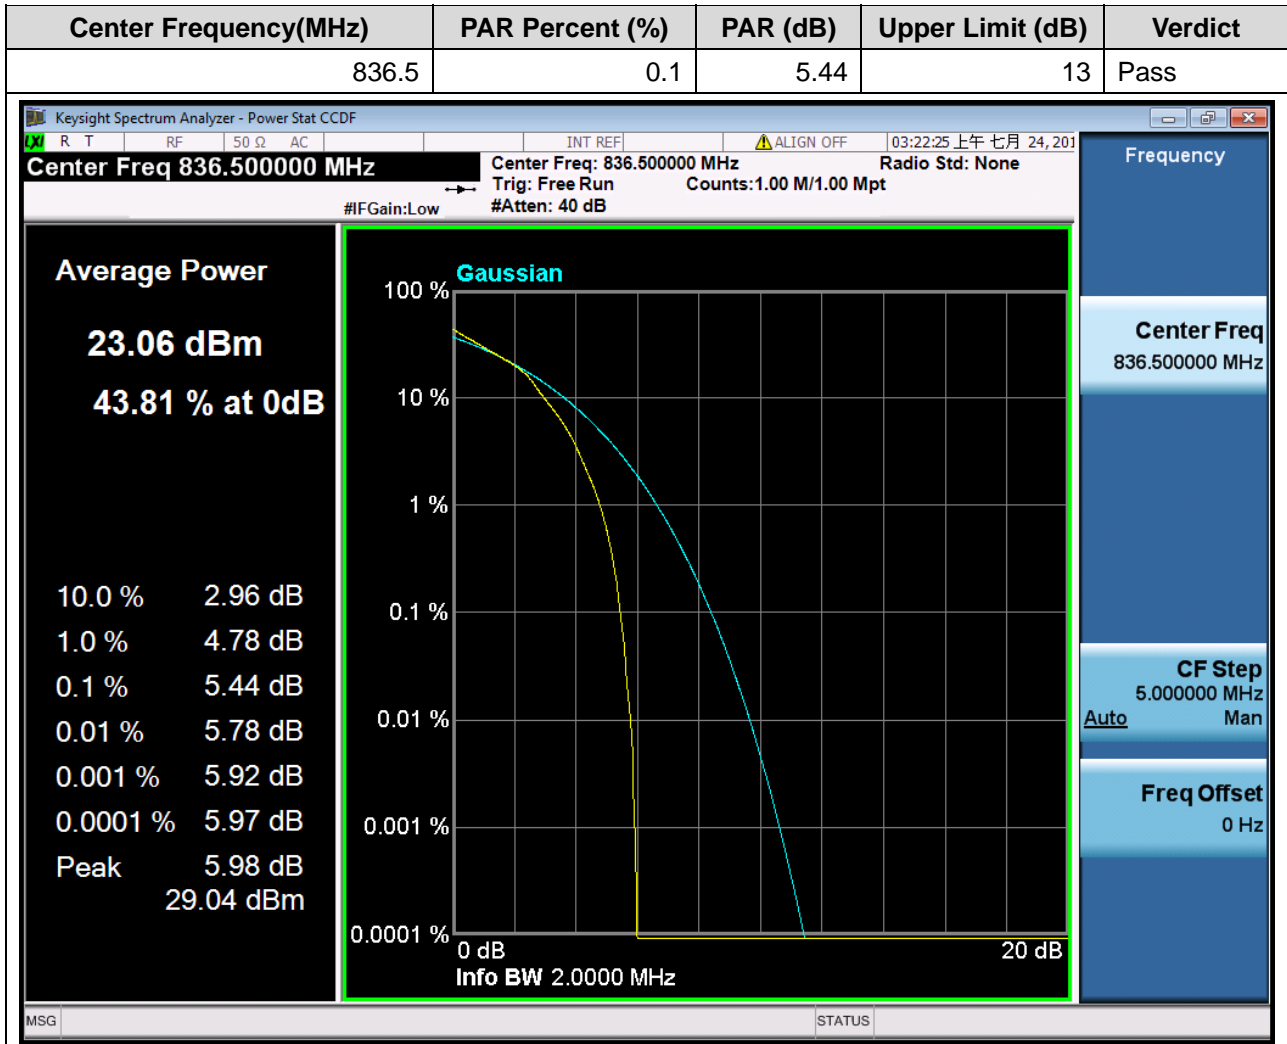 Center Frequency(MHz) PAR Percent (%) PAR (dB) Upper Limit (dB) Verdict
836.5 0.1 5.44 13 Pass
Keysight Spectrum Analyzer - Power Stat CCDF
LXI R T RF 50 Ω AC INT REF ALIGN OFF 03:22:25 上午 七月 24, 201
Center Freq 836.500000 MHz
Center Freq: 836.500000 MHz Radio Std: None
Trig: Free Run Counts:1.00 M/1.00 Mpt
#IFGain:Low #Atten: 40 dB
Frequency
Average Power
23.06 dBm
43.81 % at 0dB
10.0 % 2.96 dB
1.0 % 4.78 dB
0.1 % 5.44 dB
0.01 % 5.78 dB
0.001 % 5.92 dB
0.0001 % 5.97 dB
Peak 5.98 dB
29.04 dBm
Gaussian
100 %
10 %
1 %
0.1 %
0.01 %
0.001 %
0.0001 %
0 dB 20 dB
Info BW 2.0000 MHz
Center Freq
836.500000 MHz
CF Step
5.000000 MHz
Auto Man
Freq Offset
0 Hz
MSG STATUS